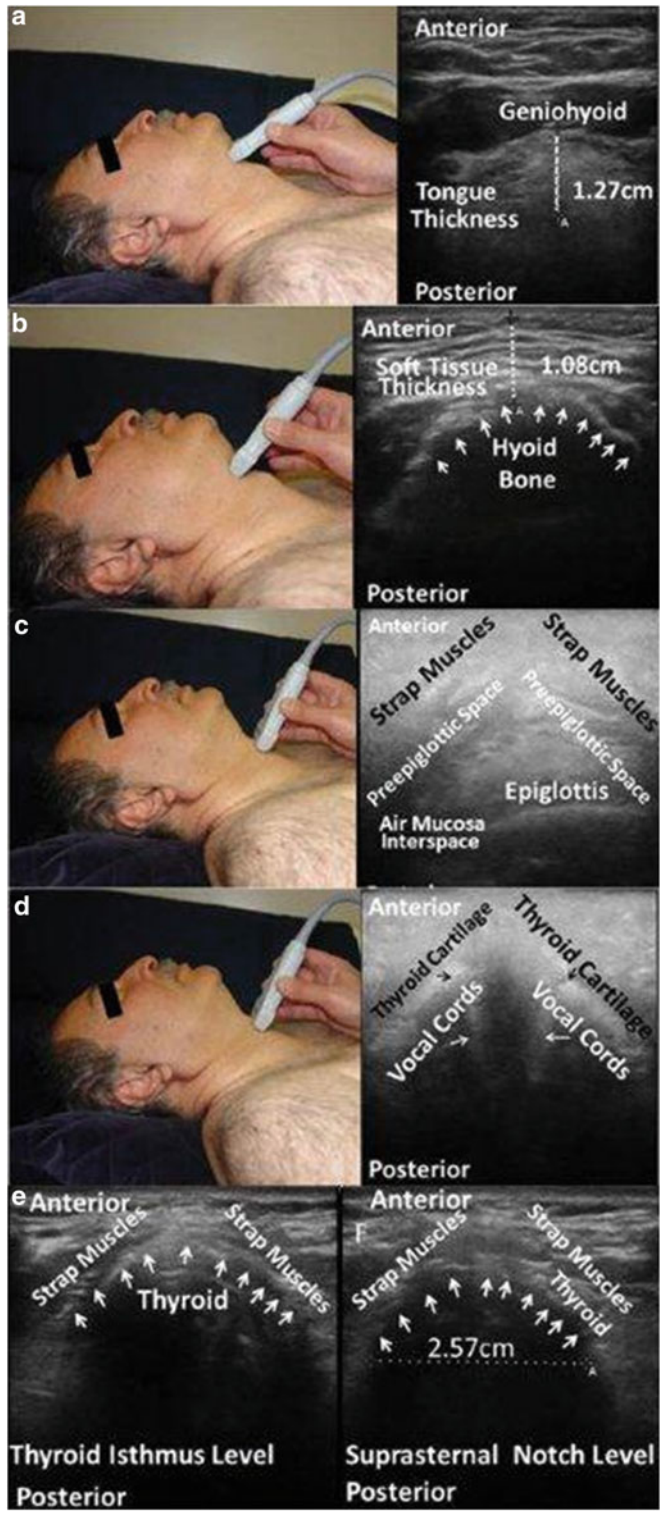 a
Anterior
Geniohyoid
Tongue
Thickness
1.27cm
A
Posterior
b
Anterior
Soft Tissue
Thickness
1.08cm
A
Hyoid
Bone
Posterior
c
Anterior
Strap Muscles
Strap Muscles
Preepiglottic Space
Preepiglottic Space
Epiglottis
Air Mucosa
Interspace
d
Anterior
Thyroid Cartilage
Thyroid Cartilage
Vocal Cords
Vocal Cords
Posterior
e
Anterior
Strap Muscles
Strap Muscles
Thyroid
Thyroid Isthmus Level
Posterior
Anterior
F
Strap Muscles
Strap Muscles
Thyroid
2.57cm
A
Suprasternal Notch Level
Posterior